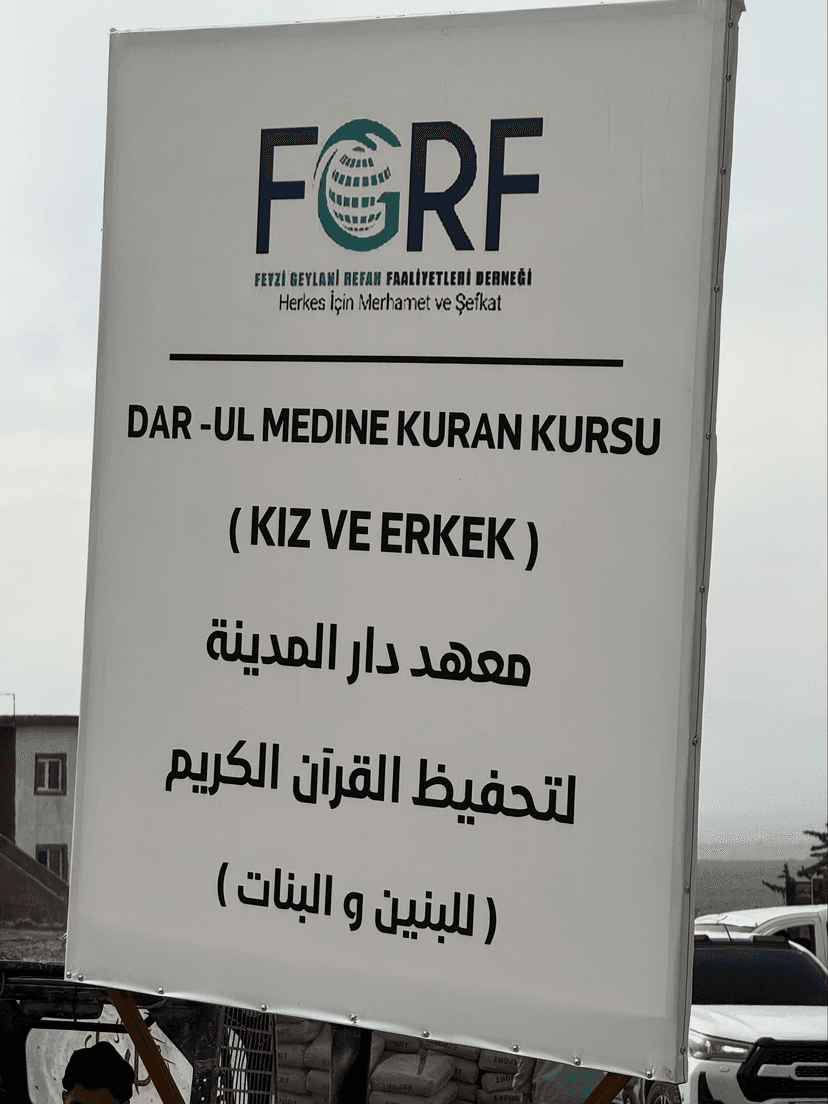 FGRF
FEYZİ GEYLANİ REFAH FAALİYETLERİ DERNEĞİ
Herkes İçin Merhamet ve Şefkat
DAR -UL MEDINE KURAN KURSU
( KIZ VE ERKEK )
معهد دار المدينة
لتحفيظ القرآن الكريم
( للبنين و البنات )